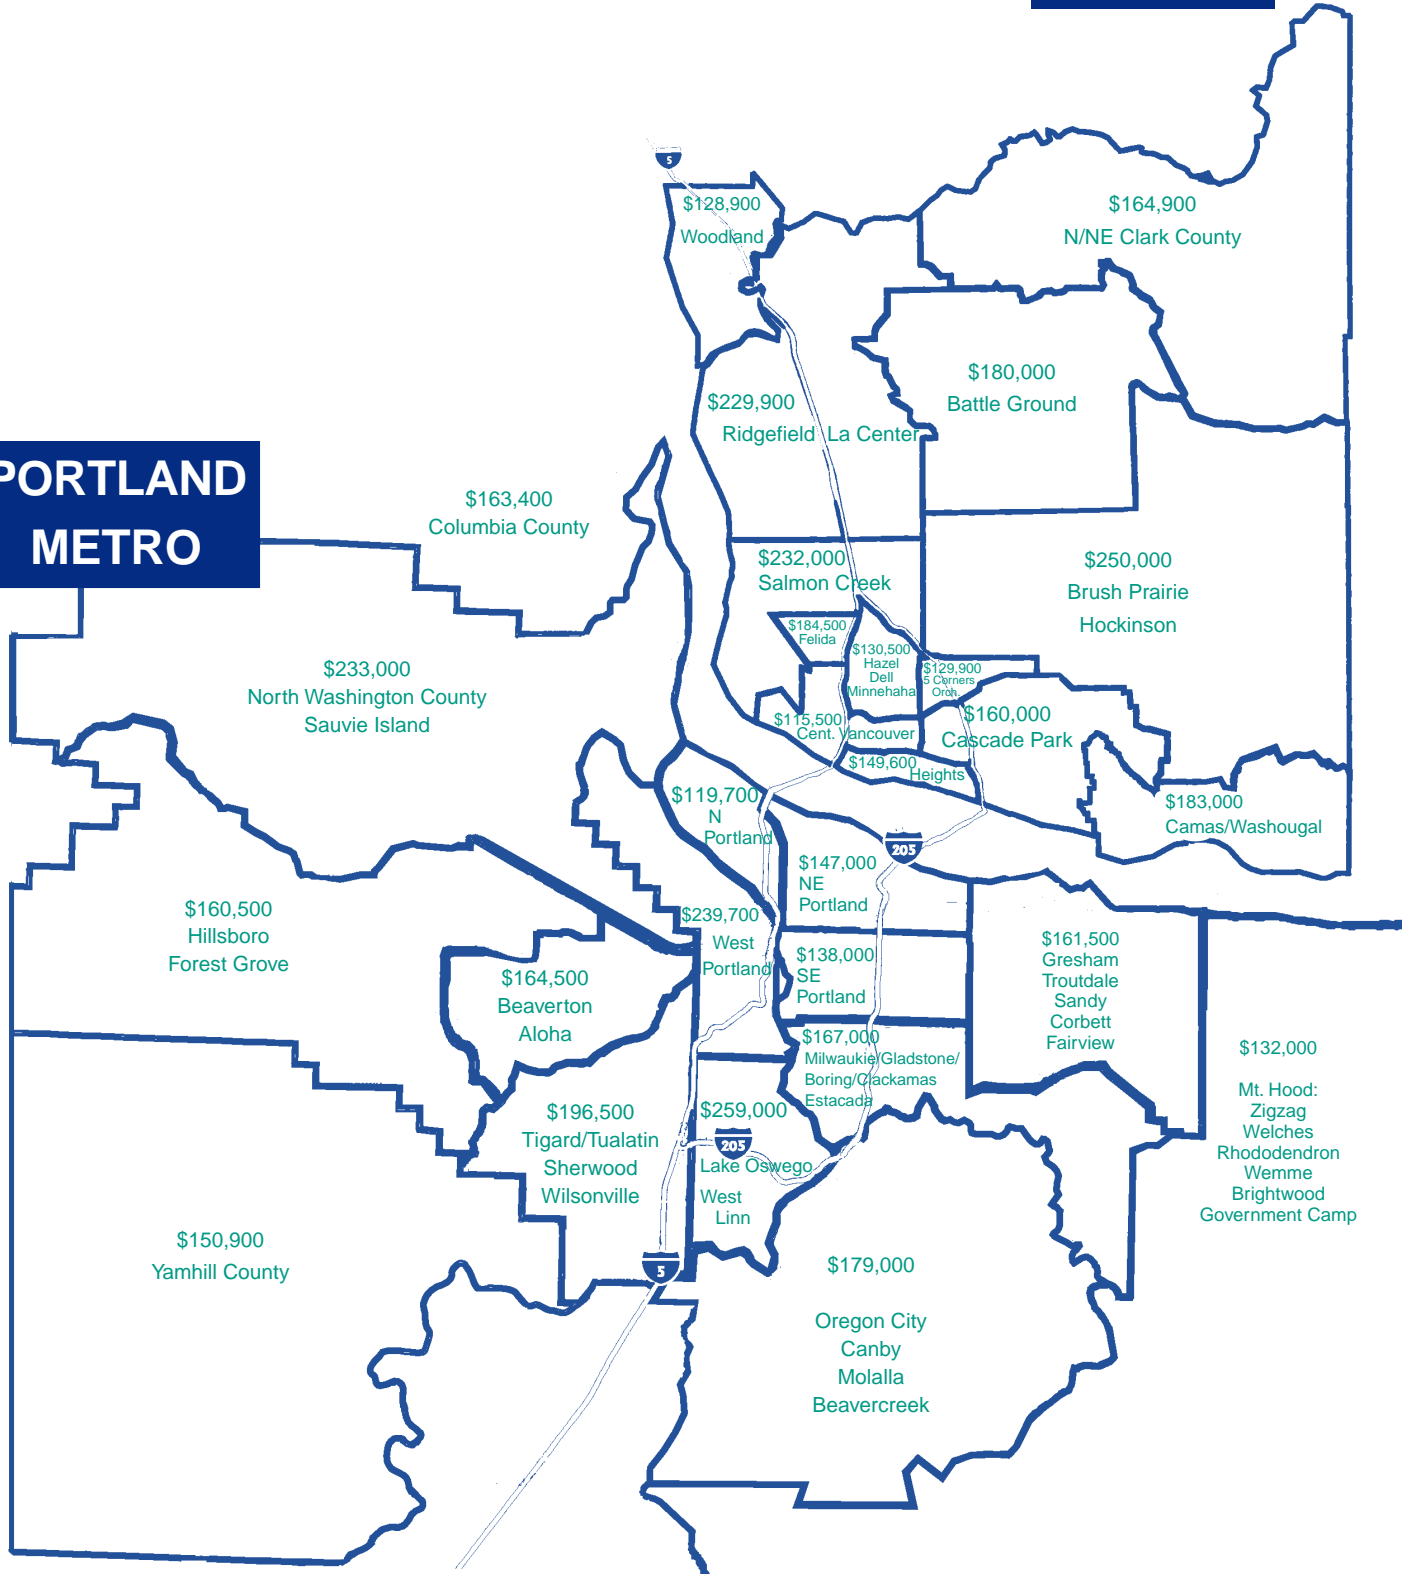 5
$128,900
Woodland
$164,900
N/NE Clark County
$180,000
Battle Ground
$229,900
Ridgefield La Center
PORTLAND
METRO
$163,400
Columbia County
$232,000
Salmon Creek
$250,000
Brush Prairie
Hockinson
$184,500
Felida
$130,500
Hazel
Dell
Minnehaha
$129,900
5 Corners
Orch.
$233,000
North Washington County
Sauvie Island
$115,500
Cent. Vancouver
$160,000
Cascade Park
$149,600
Heights
$119,700
N
Portland
$183,000
Camas/Washougal
205
$147,000
NE
Portland
$160,500
Hillsboro
Forest Grove
$239,700
West
Portland
$164,500
Beaverton
Aloha
$138,000
SE
Portland
$161,500
Gresham
Troutdale
Sandy
Corbett
Fairview
$167,000
Milwaukie/Gladstone/
Boring/Clackamas
Estacada
$132,000
Mt. Hood:
Zigzag
Welches
Rhododendron
Wemme
Brightwood
Government Camp
$196,500
Tigard/Tualatin
Sherwood
Wilsonville
$259,000
205
Lake Oswego
West
Linn
$150,900
Yamhill County
5
$179,000
Oregon City
Canby
Molalla
Beavercreek